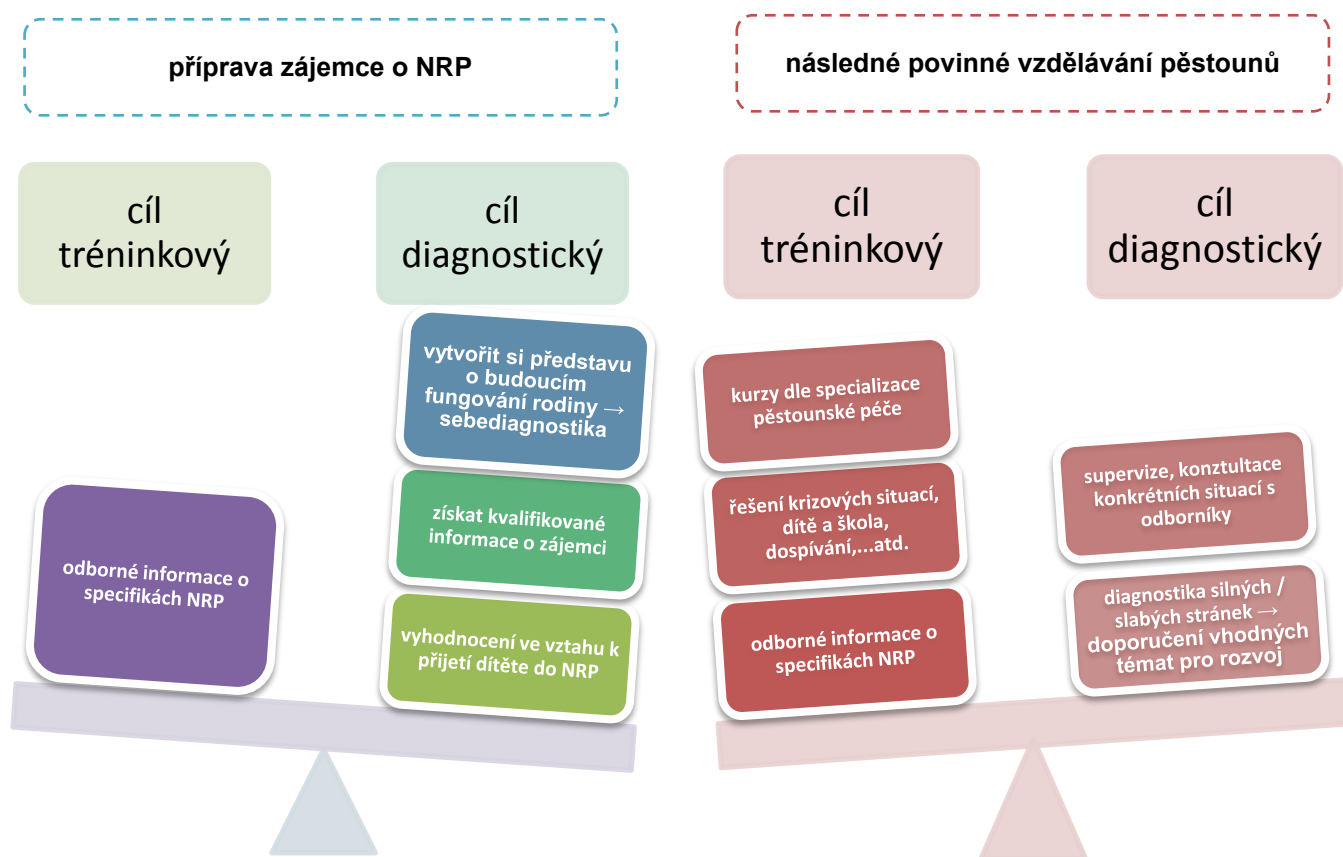 příprava zájemce o NRP
cíl
tréninkový
cíl
diagnostický
vytvořit si představu
o budoucím
fungování rodiny →
sebediagnostika
získat kvalifikované
informace o zájemci
vyhodnocení ve vztahu k
přijetí dítěte do NRP
odborné informace o
specifikách NRP
následné povinné vzdělávání pěstounů
cíl
tréninkový
cíl
diagnostický
kurzy dle specializace
pěstounské péče
řešení krizových situací,
dítě a škola,
dospívání,...atd.
odborné informace o
specifikách NRP
supervize, konztultace
konkrétních situací s
odborníky
diagnostika silných /
slabých stránek →
doporučení vhodných
témat pro rozvoj